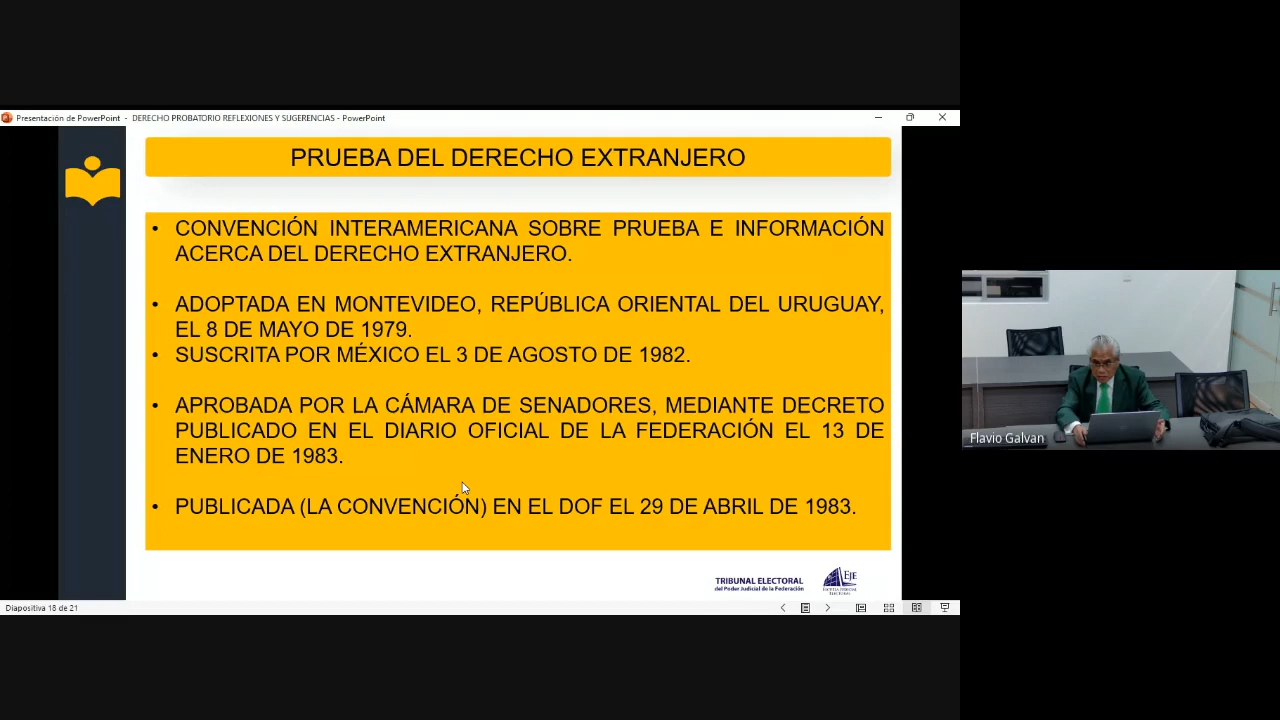 Presentación de PowerPoint - DERECHO PROBATORIO REFLEXIONES Y SUGERENCIAS - PowerPoint
PRUEBA DEL DERECHO EXTRANJERO
• CONVENCIÓN INTERAMERICANA SOBRE PRUEBA E INFORMACIÓN
ACERCA DEL DERECHO EXTRANJERO.
• ADOPTADA EN MONTEVIDEO, REPÚBLICA ORIENTAL DEL URUGUAY,
EL 8 DE MAYO DE 1979.
• SUSCRITA POR MÉXICO EL 3 DE AGOSTO DE 1982.
• APROBADA POR LA CÁMARA DE SENADORES, MEDIANTE DECRETO
PUBLICADO EN EL DIARIO OFICIAL DE LA FEDERACIÓN EL 13 DE
ENERO DE 1983.
• PUBLICADA (LA CONVENCIÓN) EN EL DOF EL 29 DE ABRIL DE 1983.
TRIBUNAL ELECTORAL
del Poder Judicial de la Federación
EJE
ESCUELA JUDICIAL
ELECTORAL
Diapositiva 18 de 21
Flavio Galvan